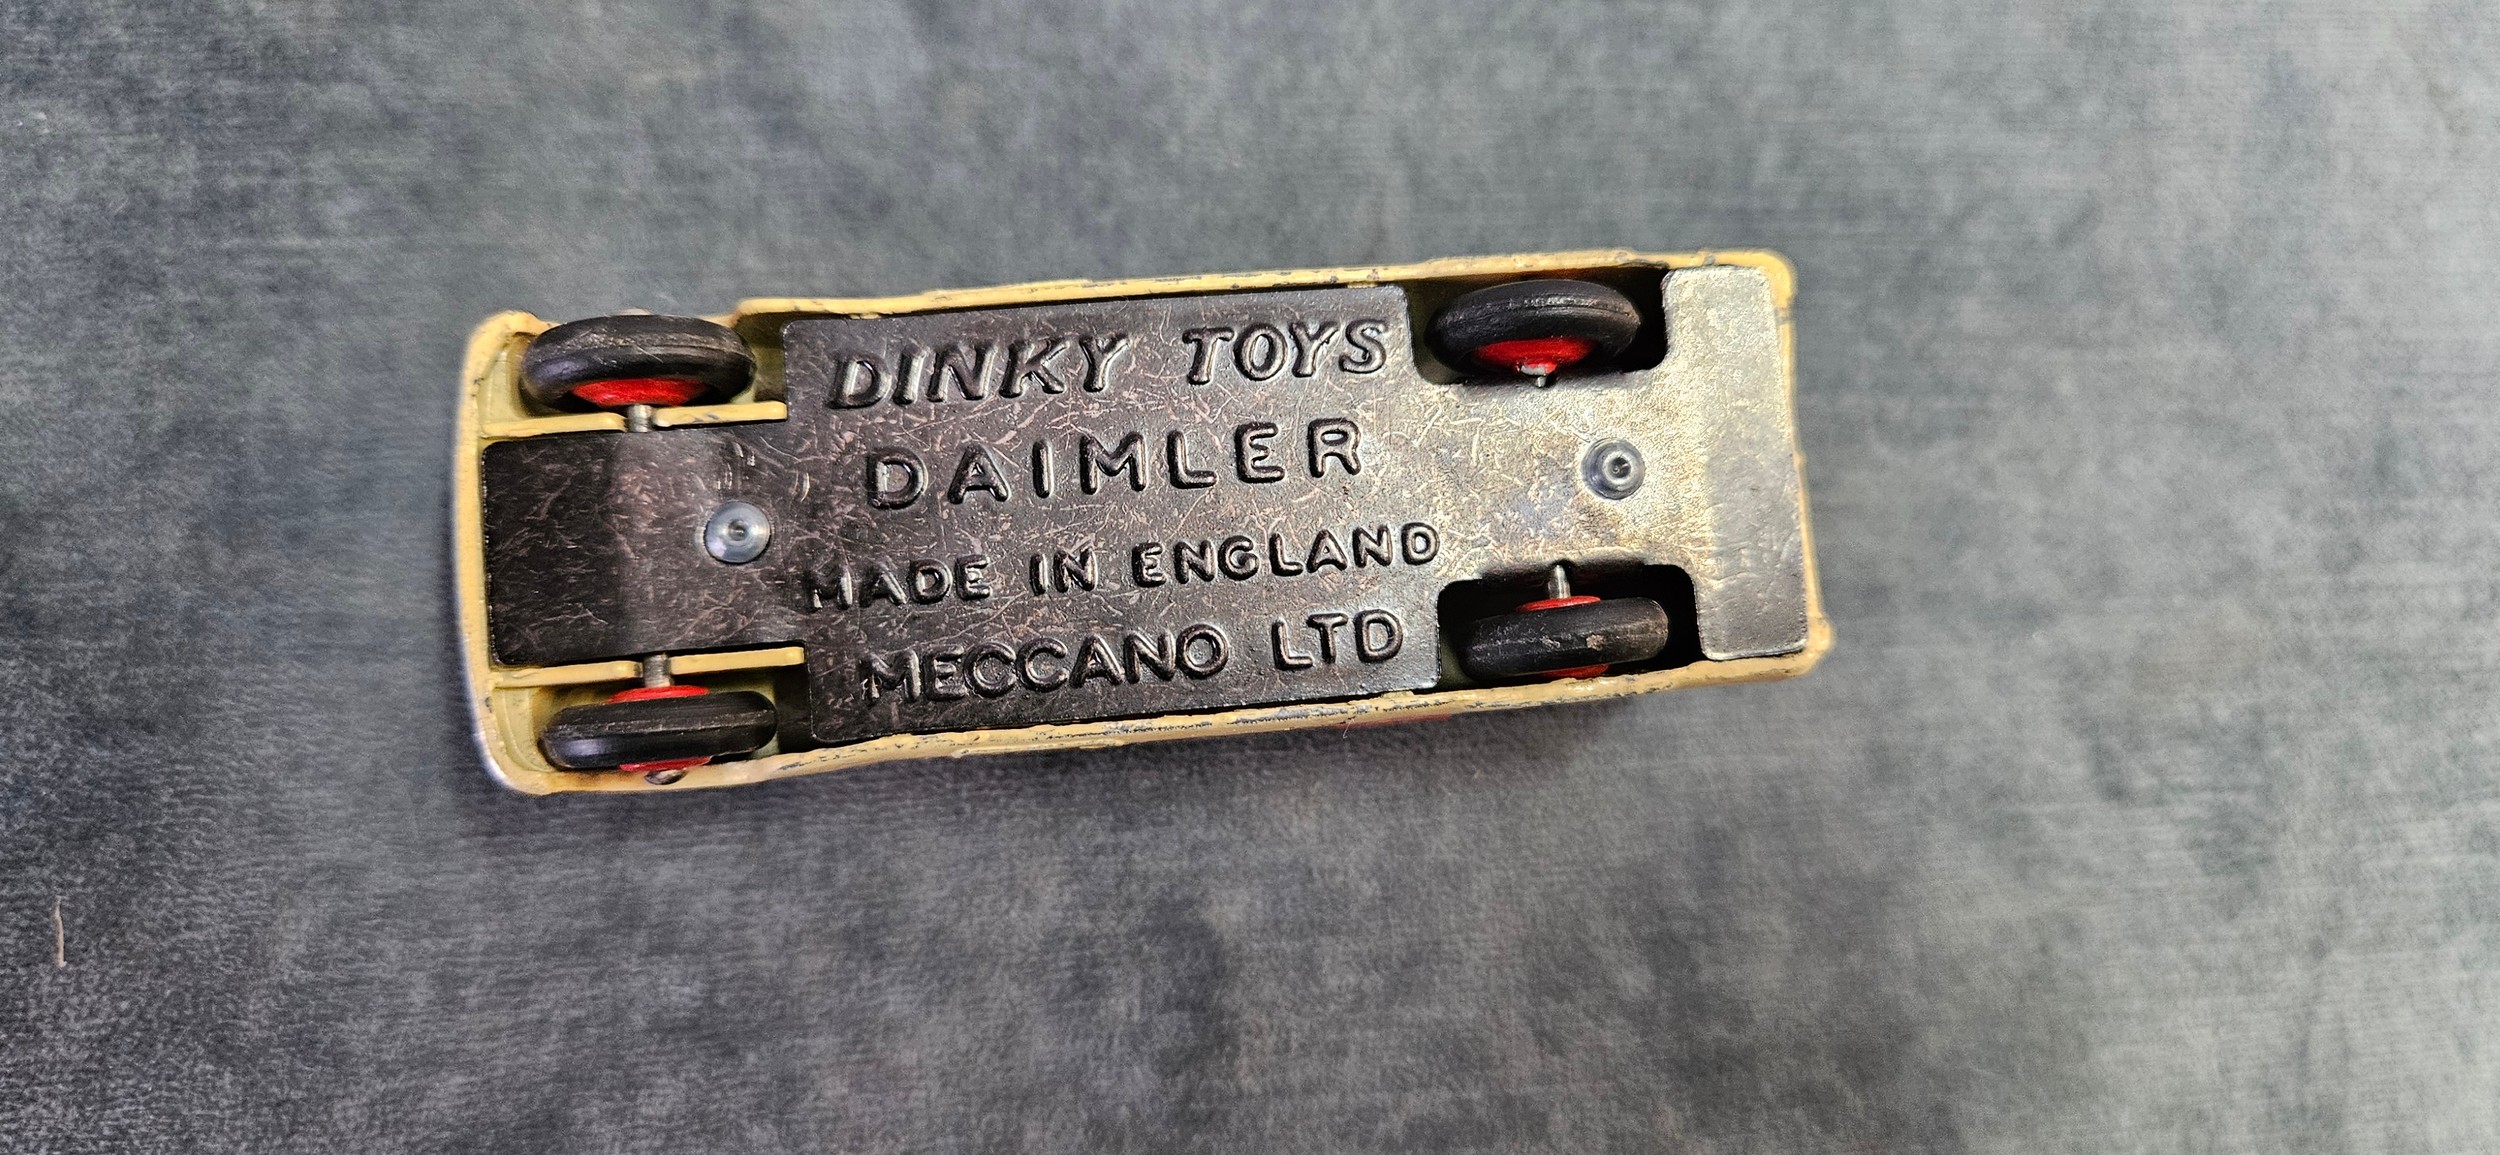 DINKY TOYS
DAIMLER
MADE IN ENGLAND
MECCANO LTD